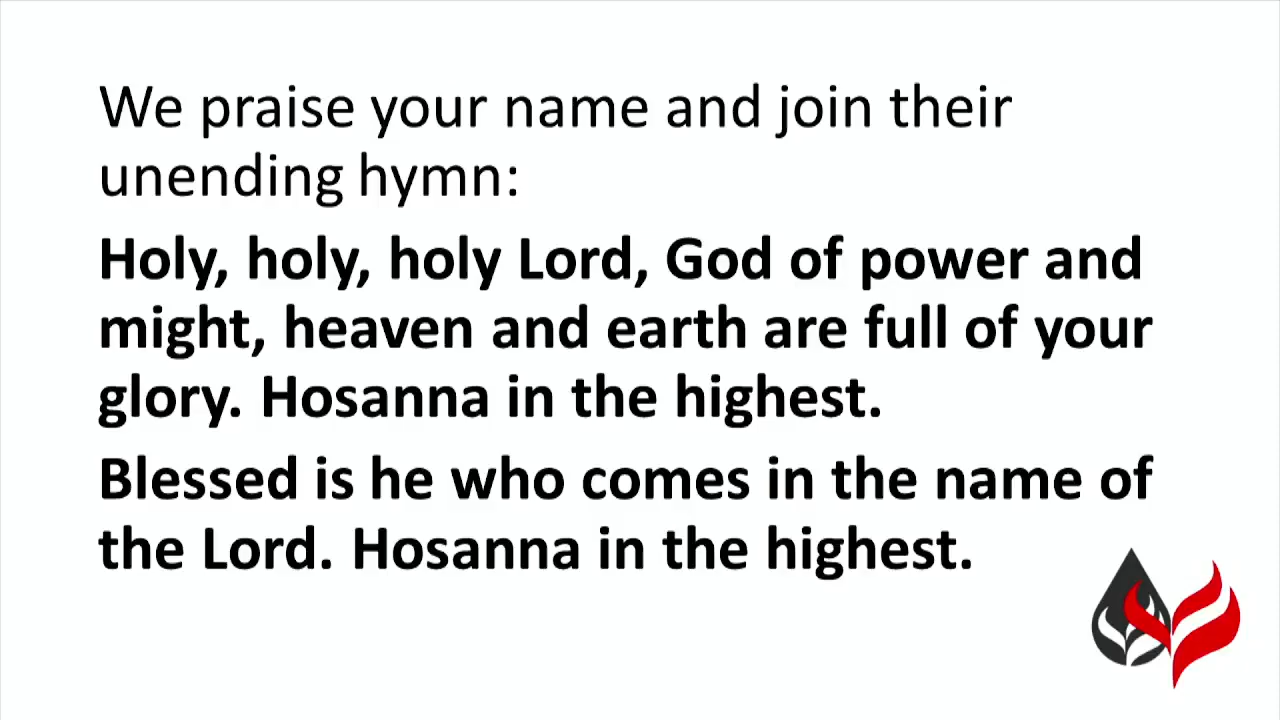 We praise your name and join their
unending hymn:
Holy, holy, holy Lord, God of power and
might, heaven and earth are full of your
glory. Hosanna in the highest.
Blessed is he who comes in the name of
the Lord. Hosanna in the highest.